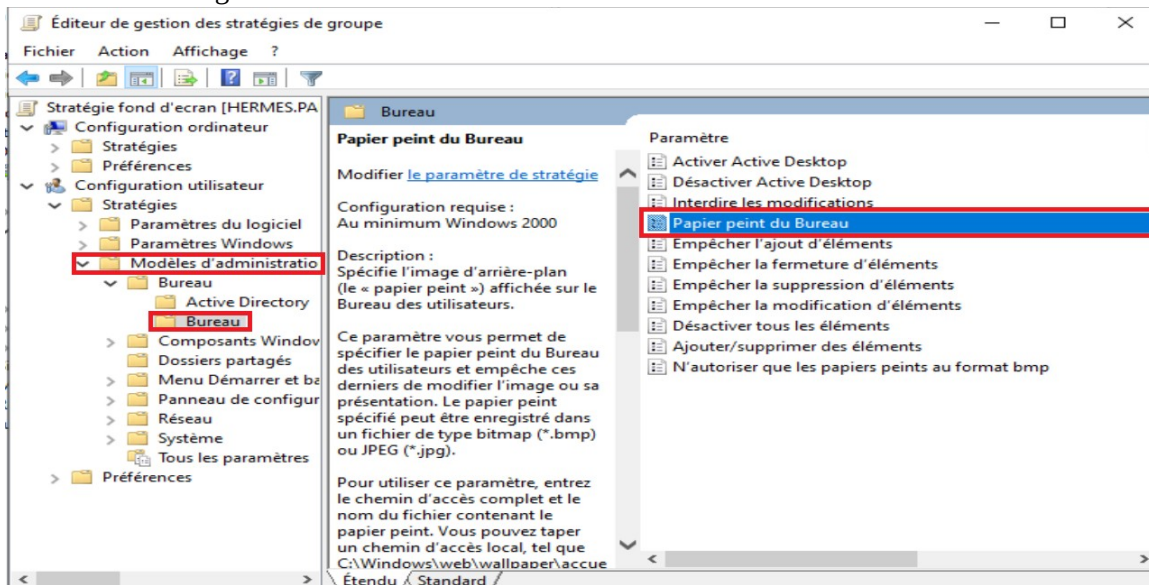 Éditeur de gestion des stratégies de groupe
Fichier Action Affichage ?
Stratégie fond d'ecran [HERMES.PA
Configuration ordinateur
Stratégies
Préférences
Configuration utilisateur
Stratégies
Paramètres du logiciel
Paramètres Windows
Modèles d'administratio
Bureau
Active Directory
Bureau
Composants Window
Dossiers partagés
Menu Démarrer et ba
Panneau de configur
Réseau
Système
Tous les paramètres
Préférences
Bureau
Papier peint du Bureau
Modifier le paramètre de stratégie
Configuration requise :
Au minimum Windows 2000
Description :
Spécifie l'image d'arrière-plan
(le « papier peint ») affichée sur le
Bureau des utilisateurs.
Ce paramètre vous permet de
spécifier le papier peint du Bureau
des utilisateurs et empêche ces
derniers de modifier l'image ou sa
présentation. Le papier peint
spécifié peut être enregistré dans
un fichier de type bitmap (*.bmp)
ou JPEG (*.jpg).
Pour utiliser ce paramètre, entrez
le chemin d'accès complet et le
nom du fichier contenant le
papier peint. Vous pouvez taper
un chemin d'accès local, tel que
C:\Windows\web\wallpaper\accue
Paramètre
Activer Active Desktop
Désactiver Active Desktop
Interdire les modifications
Papier peint du Bureau
Empêcher l'ajout d'éléments
Empêcher la fermeture d'éléments
Empêcher la suppression d'éléments
Empêcher la modification d'éléments
Désactiver tous les éléments
Ajouter/supprimer des éléments
N'autoriser que les papiers peints au format bmp
Étendu Standard